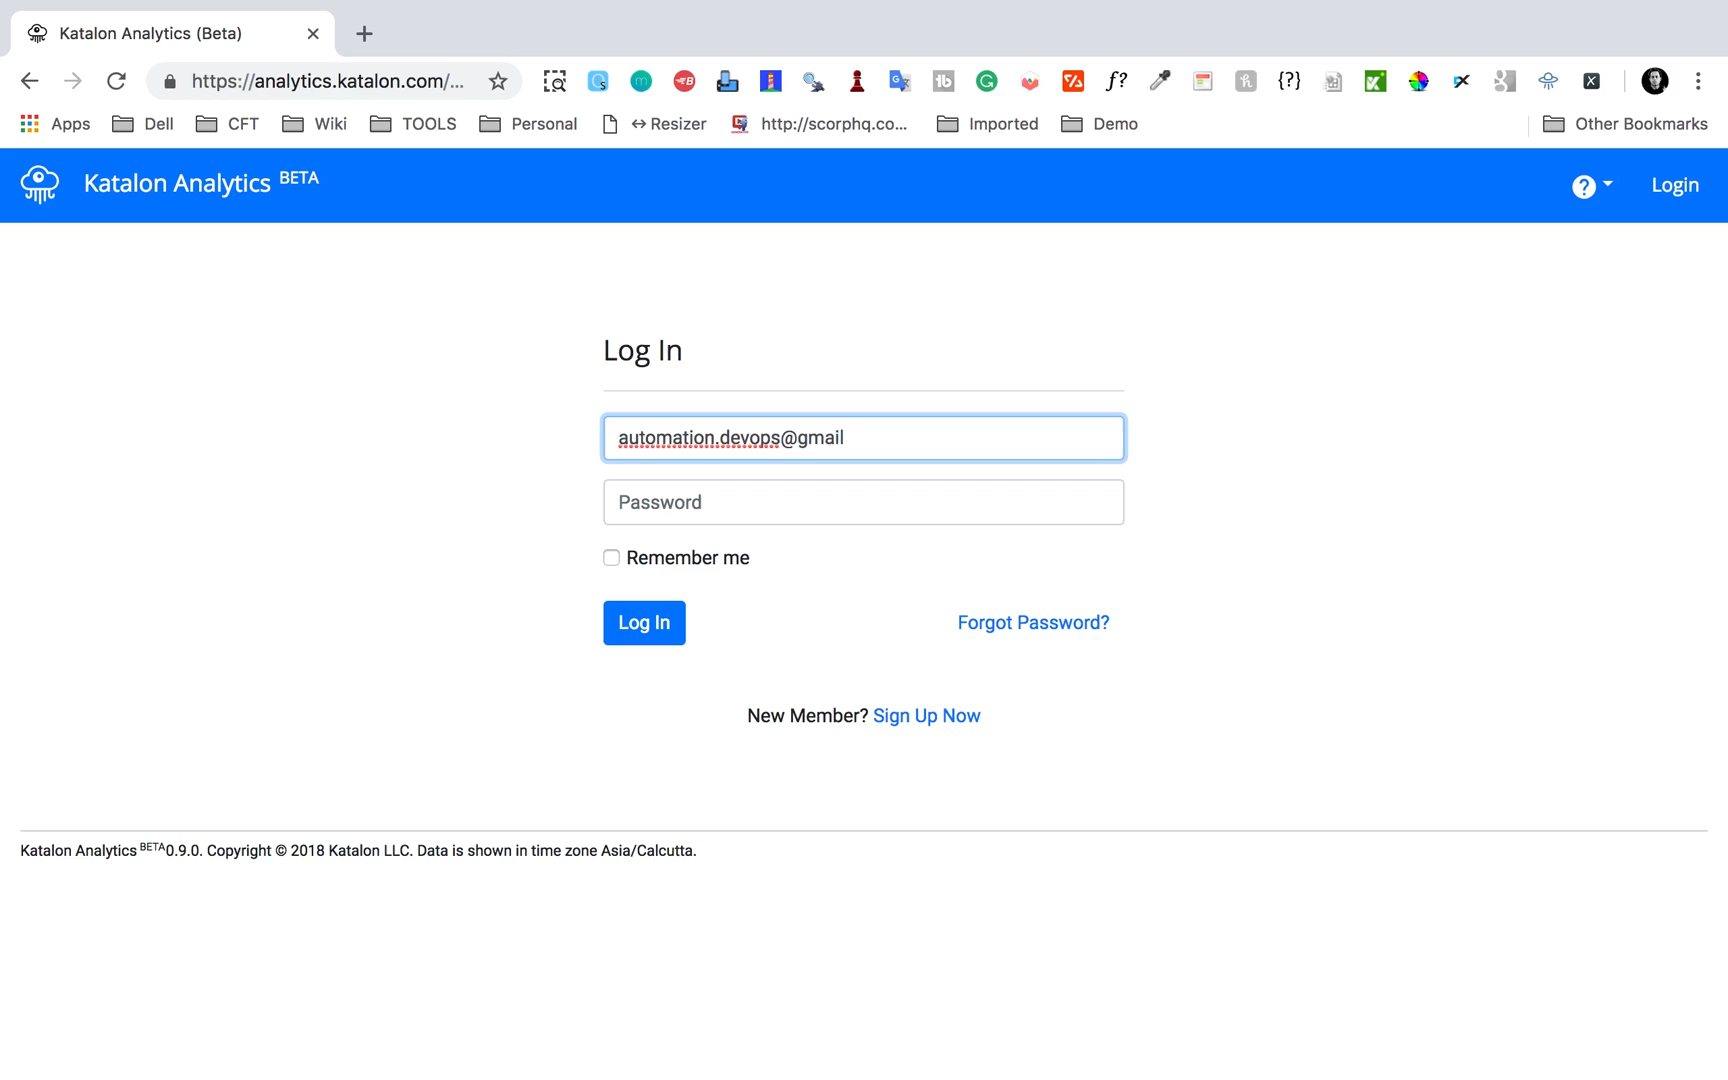 Katalon Analytics (Beta)
https://analytics.katalon.com/...
Apps Dell CFT Wiki TOOLS Personal ↔ Resizer http://scorphq.co... Imported Demo Other Bookmarks
Katalon Analytics BETA
? Login
Log In
automation.devops@gmail
Password
Remember me
Log In Forgot Password?
New Member? Sign Up Now
Katalon Analytics BETA0.9.0. Copyright © 2018 Katalon LLC. Data is shown in time zone Asia/Calcutta.